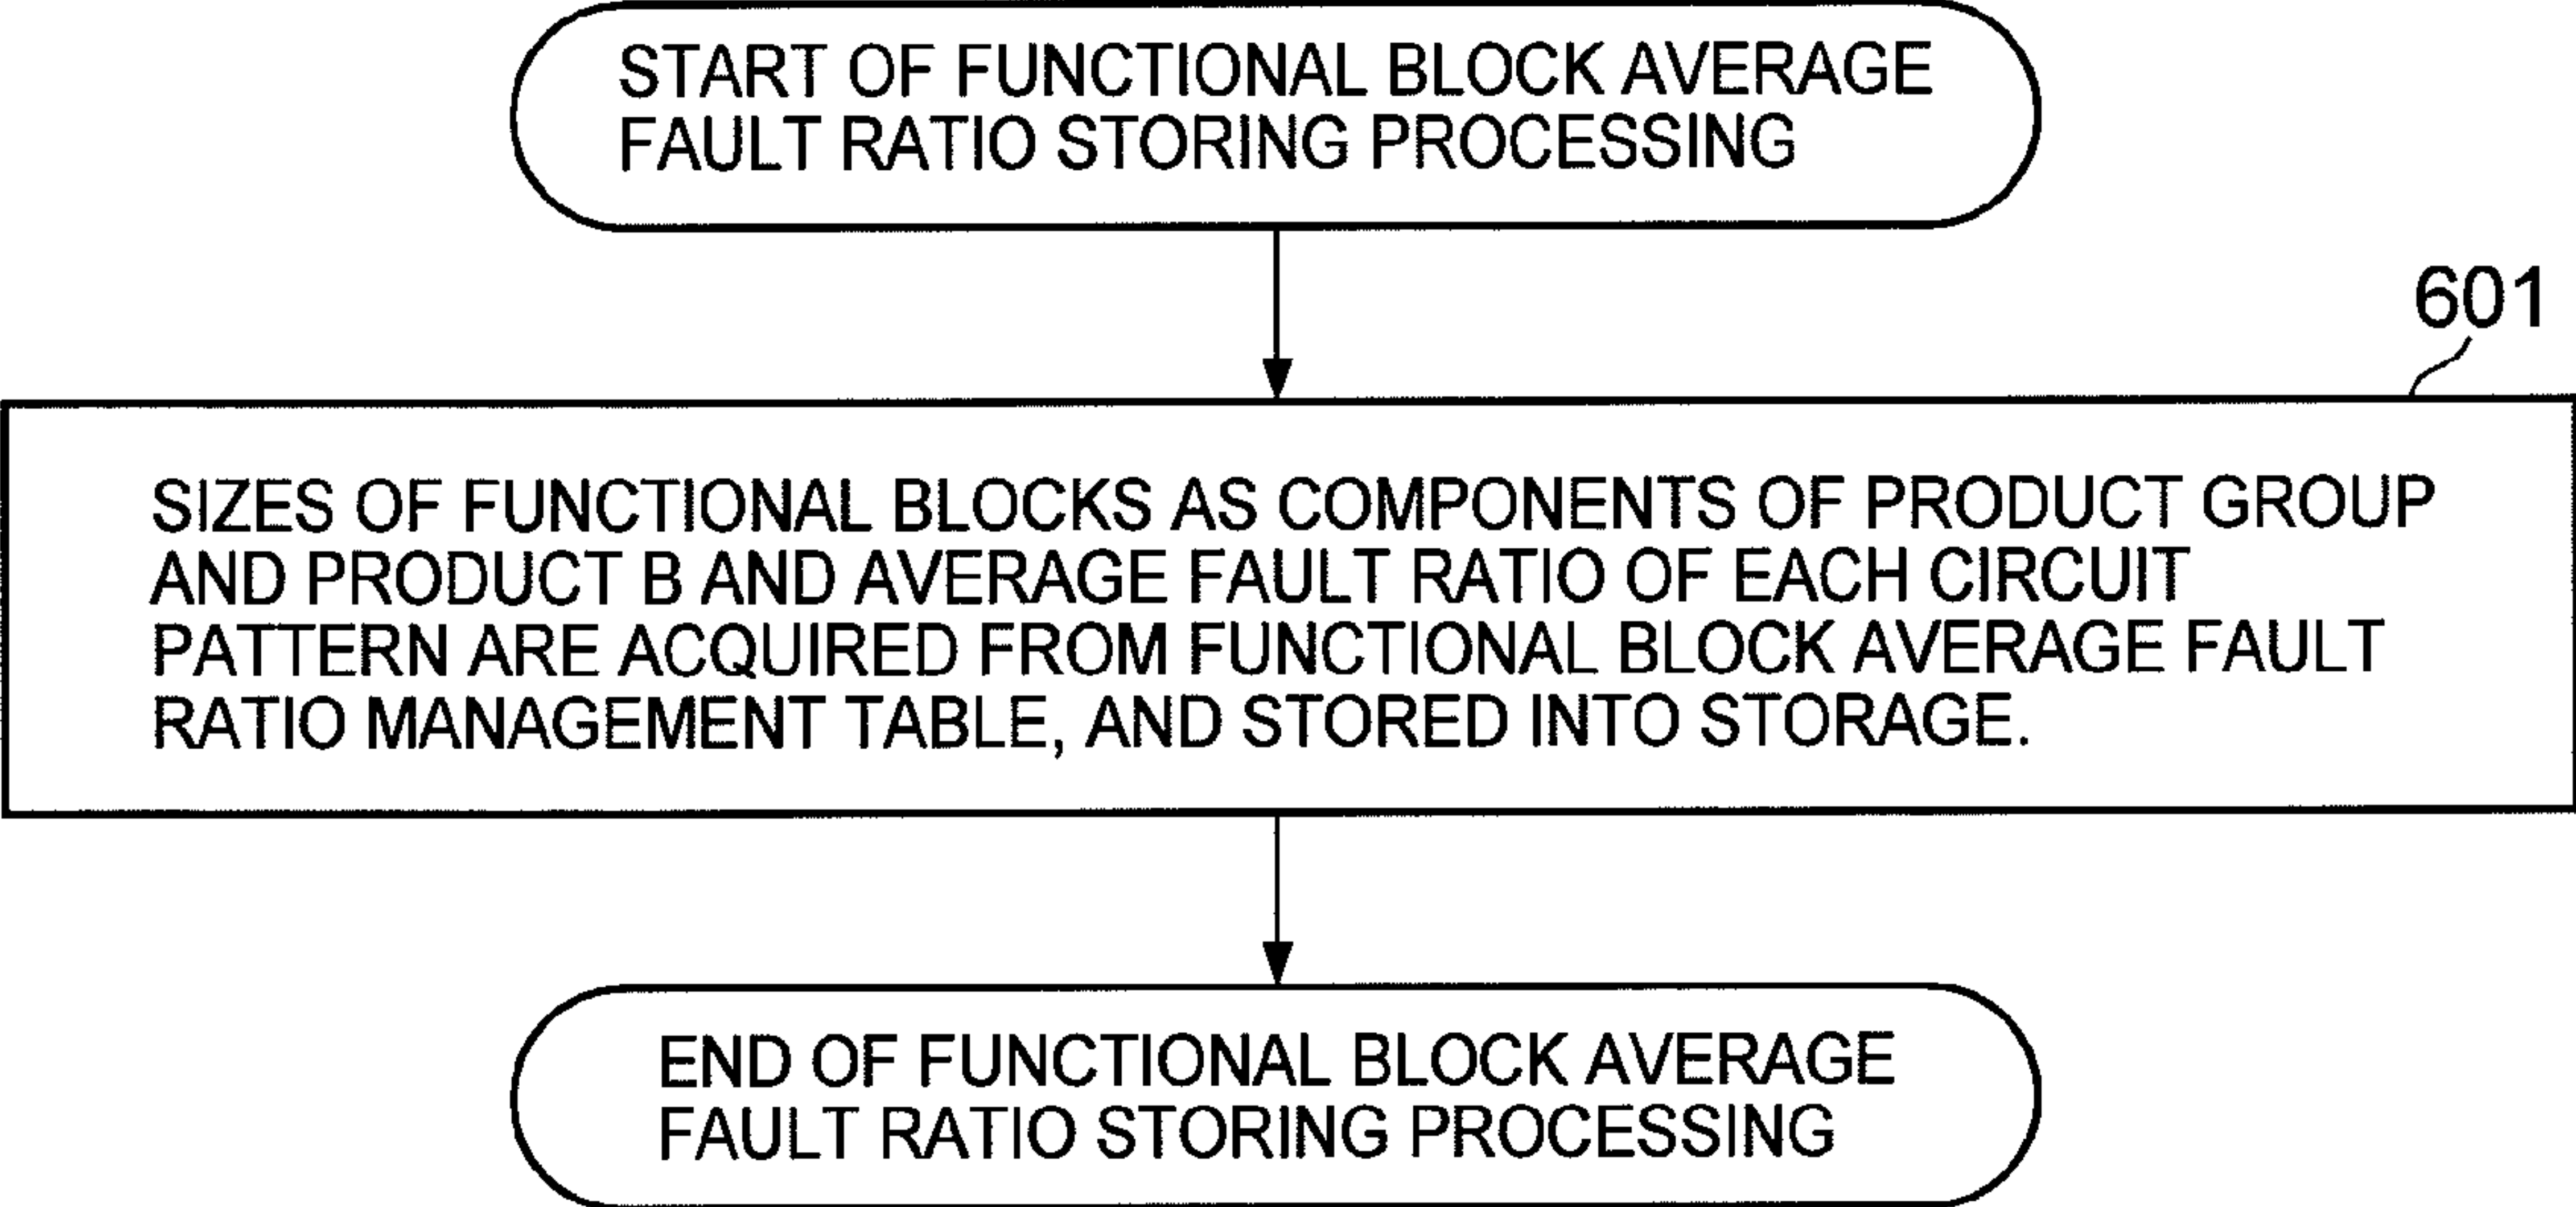 START OF FUNCTIONAL BLOCK AVERAGE
FAULT RATIO STORING PROCESSING
601
SIZES OF FUNCTIONAL BLOCKS AS COMPONENTS OF PRODUCT GROUP
AND PRODUCT B AND AVERAGE FAULT RATIO OF EACH CIRCUIT
PATTERN ARE ACQUIRED FROM FUNCTIONAL BLOCK AVERAGE FAULT
RATIO MANAGEMENT TABLE, AND STORED INTO STORAGE.
END OF FUNCTIONAL BLOCK AVERAGE
FAULT RATIO STORING PROCESSING